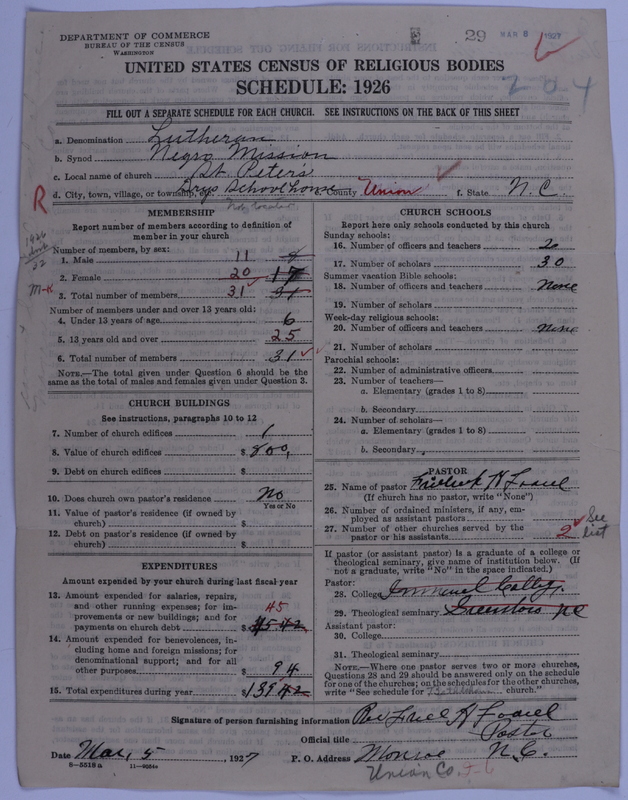 DEPARTMENT OF COMMERCE
BUREAU OF THE CENSUS
WASHINGTON
29 MAR 8 1927
204
UNITED STATES CENSUS OF RELIGIOUS BODIES
SCHEDULE: 1926
FILL OUT A SEPARATE SCHEDULE FOR EACH CHURCH. SEE INSTRUCTIONS ON THE BACK OF THIS SHEET
a. Denomination Lutheran
b. Synod Negro Mission
c. Local name of church St. Peter's
R d. City, town, village, or township, Drys Schoolhouse e. County Union f. State N.C.
MEMBERSHIP
Report number of members according to definition of
member in your church
Number of members, by sex:
1. Male 11
2. Female 20 17
3. Total number of members 31 31
Number of members under and over 13 years old:
4. Under 13 years of age 6
5. 13 years old and over 25
6. Total number of members 31
NOTE.—The total given under Question 6 should be
same as the total of males and females given under Question 3.
CHURCH BUILDINGS
See instructions, paragraphs 10 to 12
7. Number of church edifices 1
8. Value of church edifices $ 800.
9. Debt on church edifices $
10. Does church own pastor's residence No
Yes or No
11. Value of pastor's residence (if owned by
church) $
12. Debt on pastor's residence (if owned by
church) $
EXPENDITURES
Amount expended by your church during last fiscal year
13. Amount expended for salaries, repairs,
and other running expenses; for im-
provements or new buildings; and for
payments on church debt $ 45
14. Amount expended for benevolences, in-
cluding home and foreign missions; for
denominational support; and for all
other purposes $ 94
15. Total expenditures during year $ 139 42
CHURCH SCHOOLS
Report here only schools conducted by this church
Sunday schools:
16. Number of officers and teachers 2
17. Number of scholars 30
Summer vacation Bible schools:
18. Number of officers and teachers None
19. Number of scholars
Week-day religious schools:
20. Number of officers and teachers None
21. Number of scholars
Parochial schools:
22. Number of administrative officers
23. Number of teachers—
a. Elementary (grades 1 to 8)
b. Secondary
24. Number of scholars—
a. Elementary (grades 1 to 8)
b. Secondary
PASTOR
25. Name of pastor
(If church has no pastor, write "None")
26. Number of ordained ministers, if any, em-
ployed as assistant pastors
27. Number of other churches served by the
pastor or his assistants 2 See list
If pastor (or assistant pastor) is a graduate of a college or
theological seminary, give name of institution below. (If
not a graduate, write "No" in the space indicated.)
Pastor:
28. College Immanuel College,
29. Theological seminary Greensboro N.C.
Assistant pastor:
30. College
31. Theological seminary
NOTE.—Where one pastor serves two or more churches,
Questions 28 and 29 should be answered only on the schedule
for one of the churches; on the schedules for the other churches,
write "See schedule for church."
Signature of person furnishing information
Official title Pastor
Date Mar, 5 1927 P. O. Address Monroe N.C.
8—5518 a
Union Co.